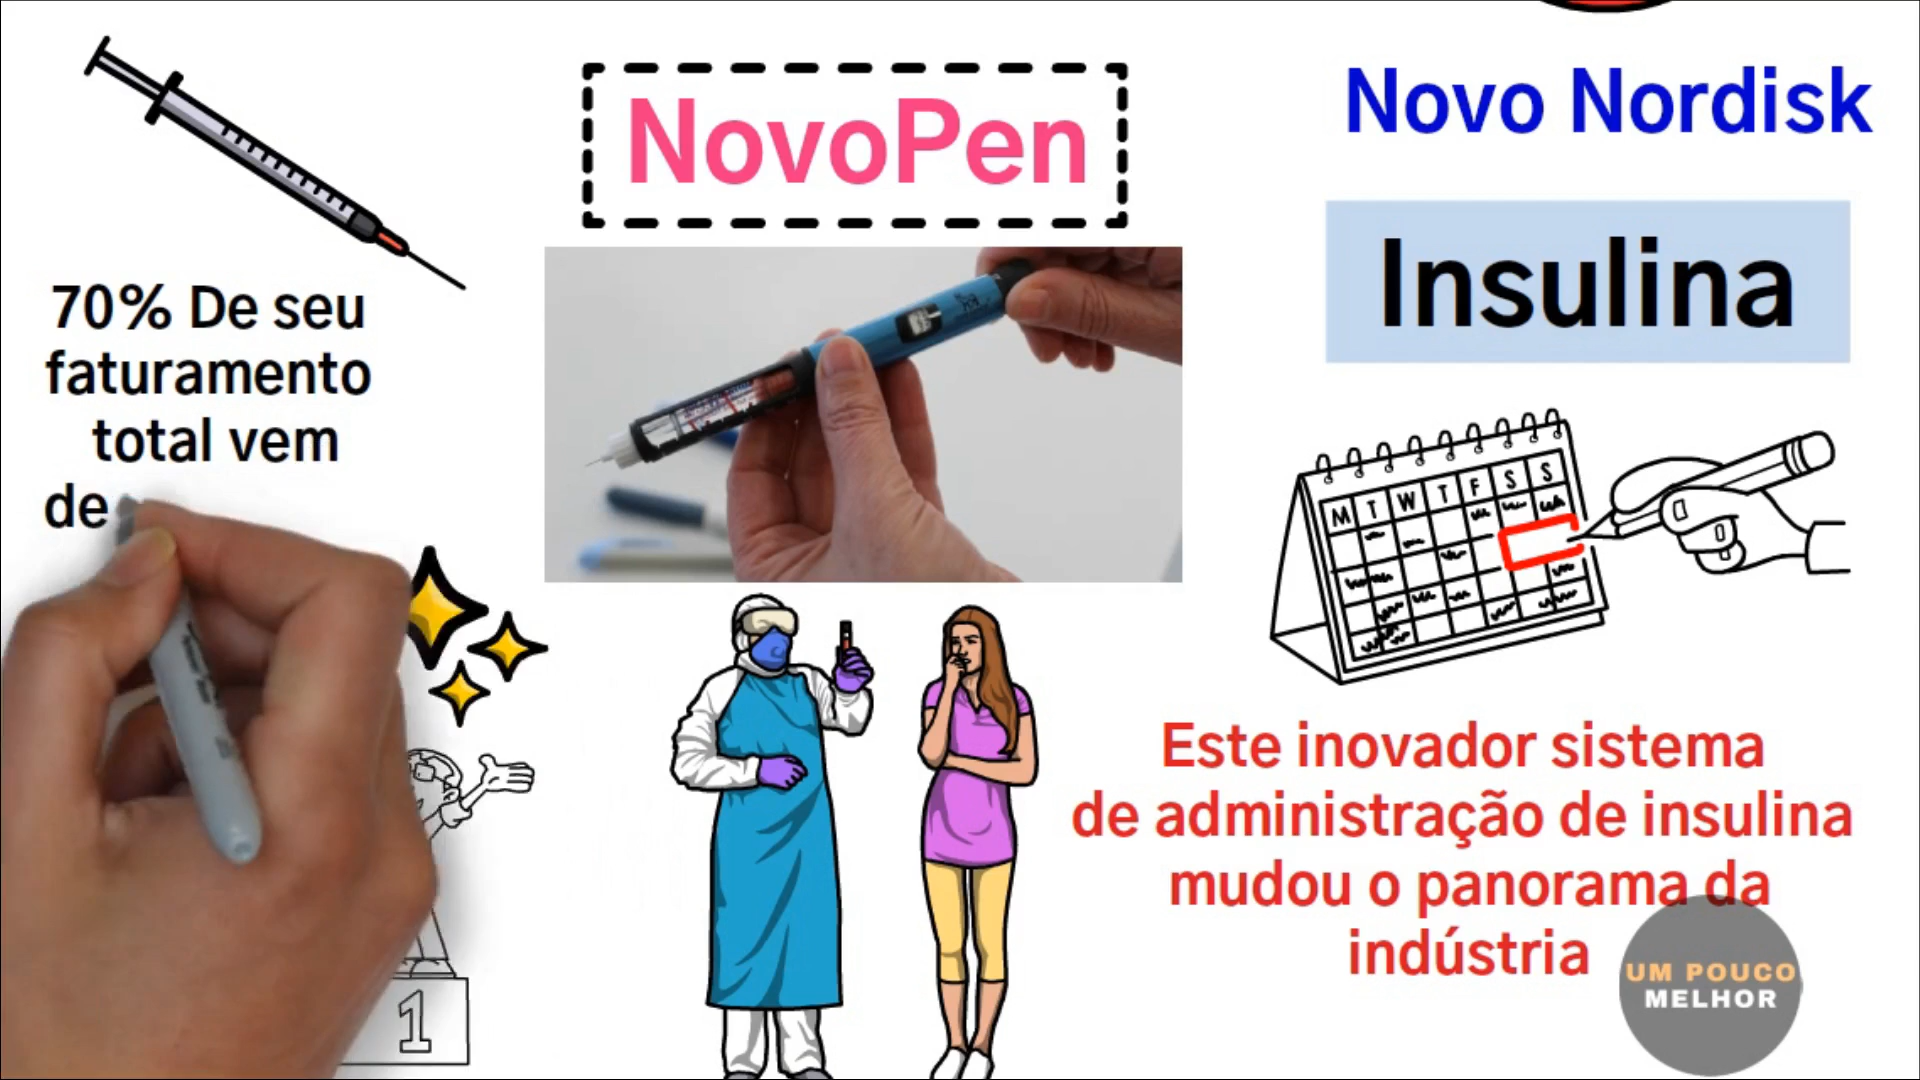 NovoPen
Novo Nordisk
Insulina
70% De seu
faturamento
total vem
de
M T W T F S S
Este inovador sistema
de administração de insulina
mudou o panorama da
indústria
1
UM POUCO
MELHOR